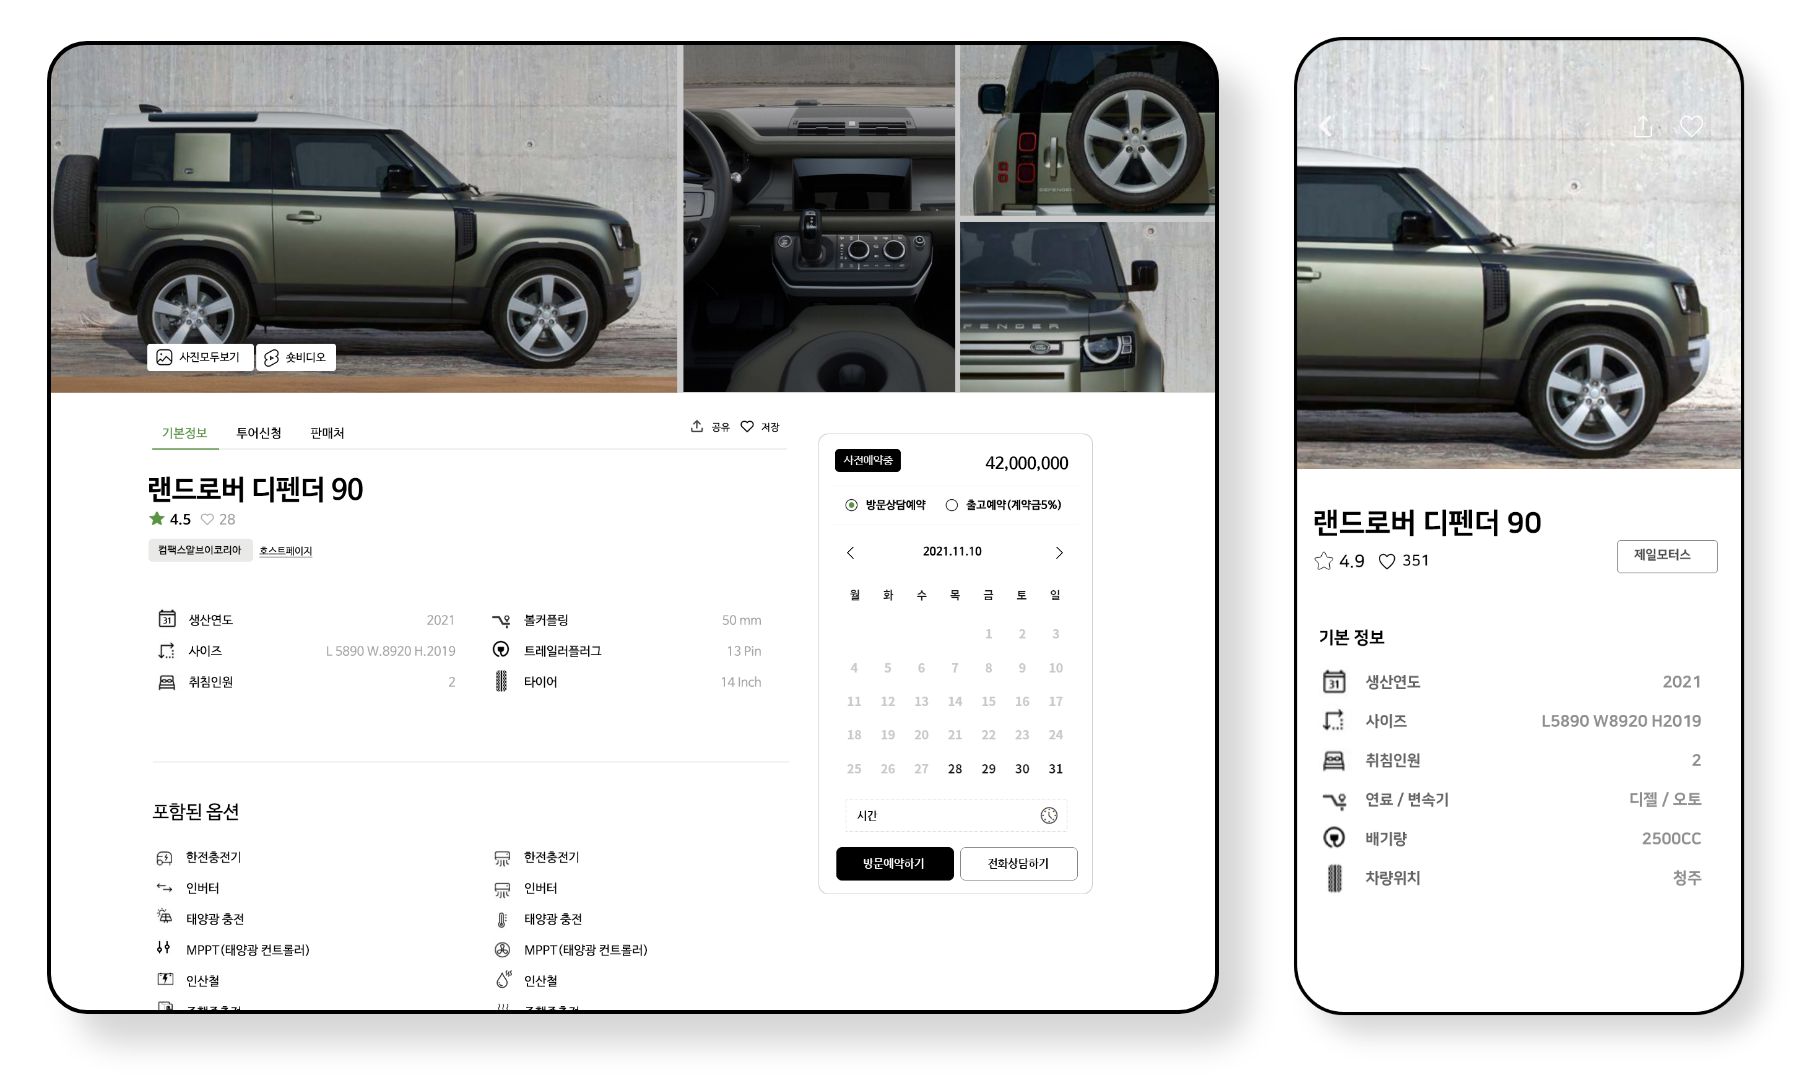 DEFENDER
FENDER
사진모두보기
숏비디오
기본정보 투어신청 판매처
공유 저장
랜드로버 디펜더 90
4.5 28
컴팩스알브이코리아 호스트페이지
31 생산연도 2021
볼커플링 50 mm
사이즈 L 5890 W.8920 H.2019
트레일러플러그 13 Pin
취침인원 2
타이어 14 Inch
포함된 옵션
한전충전기 한전충전기
인버터 인버터
태양광 충전 태양광 충전
MPPT(태양광 컨트롤러) MPPT(태양광 컨트롤러)
인산철 인산철
사전예약중 42,000,000
방문상담예약 출고예약(계약금5%)
2021.11.10
월 화 수 목 금 토 일
1 2 3
4 5 6 7 8 9 10
11 12 13 14 15 16 17
18 19 20 21 22 23 24
25 26 27 28 29 30 31
시간
방문예약하기 전화상담하기
랜드로버 디펜더 90
4.9 351
제일모터스
기본 정보
31 생산연도 2021
사이즈 L5890 W8920 H2019
취침인원 2
연료 / 변속기 디젤 / 오토
배기량 2500CC
차량위치 청주